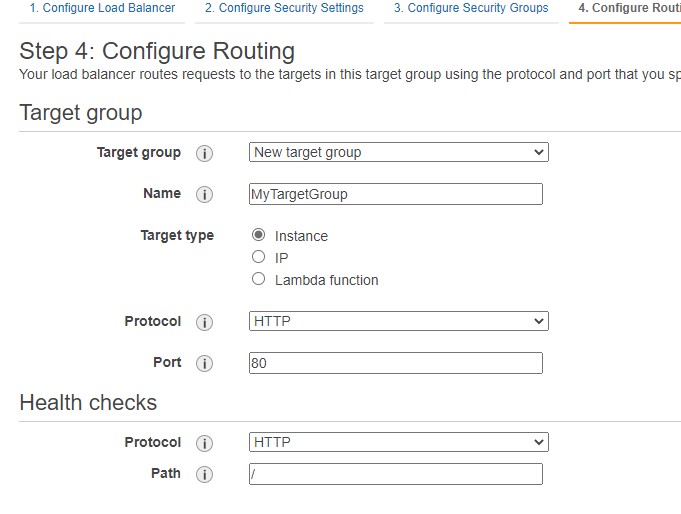 1. Configure Load Balancer 2. Configure Security Settings 3. Configure Security Groups 4. Configure Routi
Step 4: Configure Routing
Your load balancer routes requests to the targets in this target group using the protocol and port that you sp
Target group
Target group i New target group
Name i MyTargetGroup
Target type Instance
IP
Lambda function
Protocol i HTTP
Port i 80
Health checks
Protocol i HTTP
Path i /